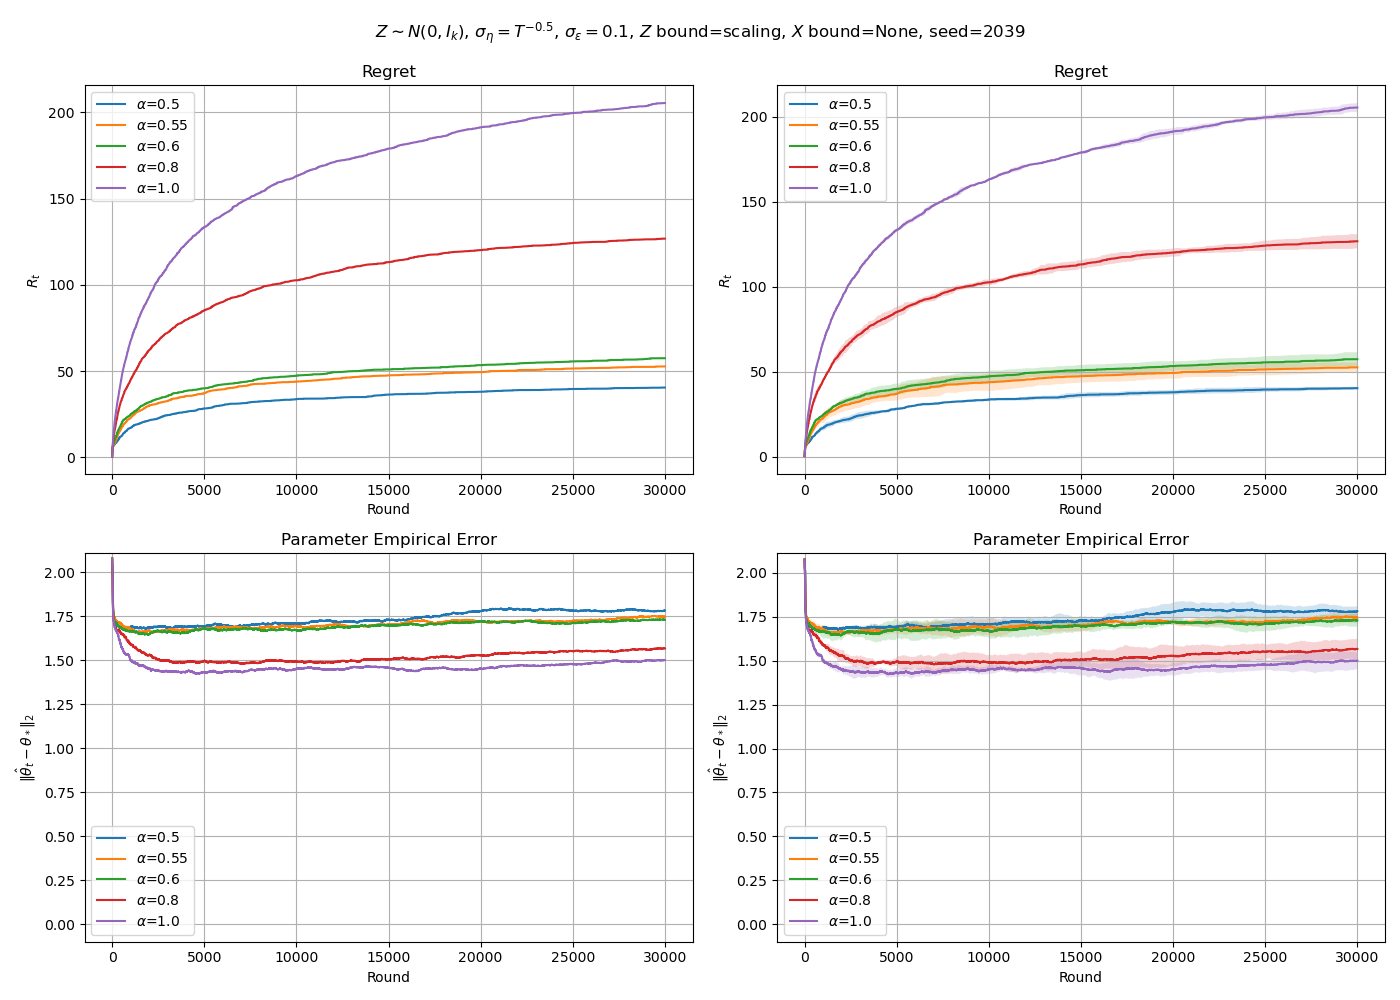 Z ∼ N(0, I_k), σ_η = T^{−0.5}, σ_ε = 0.1, Z bound=scaling, X bound=None, seed=2039
Regret
R_t
200
150
100
50
0
α=0.5
α=0.55
α=0.6
α=0.8
α=1.0
0 5000 10000 15000 20000 25000 30000
Round
Regret
R_t
200
150
100
50
0
α=0.5
α=0.55
α=0.6
α=0.8
α=1.0
0 5000 10000 15000 20000 25000 30000
Round
Parameter Empirical Error
‖θ̂_t − θ_*‖_2
2.00
1.75
1.50
1.25
1.00
0.75
0.50
0.25
0.00
α=0.5
α=0.55
α=0.6
α=0.8
α=1.0
0 5000 10000 15000 20000 25000 30000
Round
Parameter Empirical Error
‖θ̂_t − θ_*‖_2
2.00
1.75
1.50
1.25
1.00
0.75
0.50
0.25
0.00
α=0.5
α=0.55
α=0.6
α=0.8
α=1.0
0 5000 10000 15000 20000 25000 30000
Round